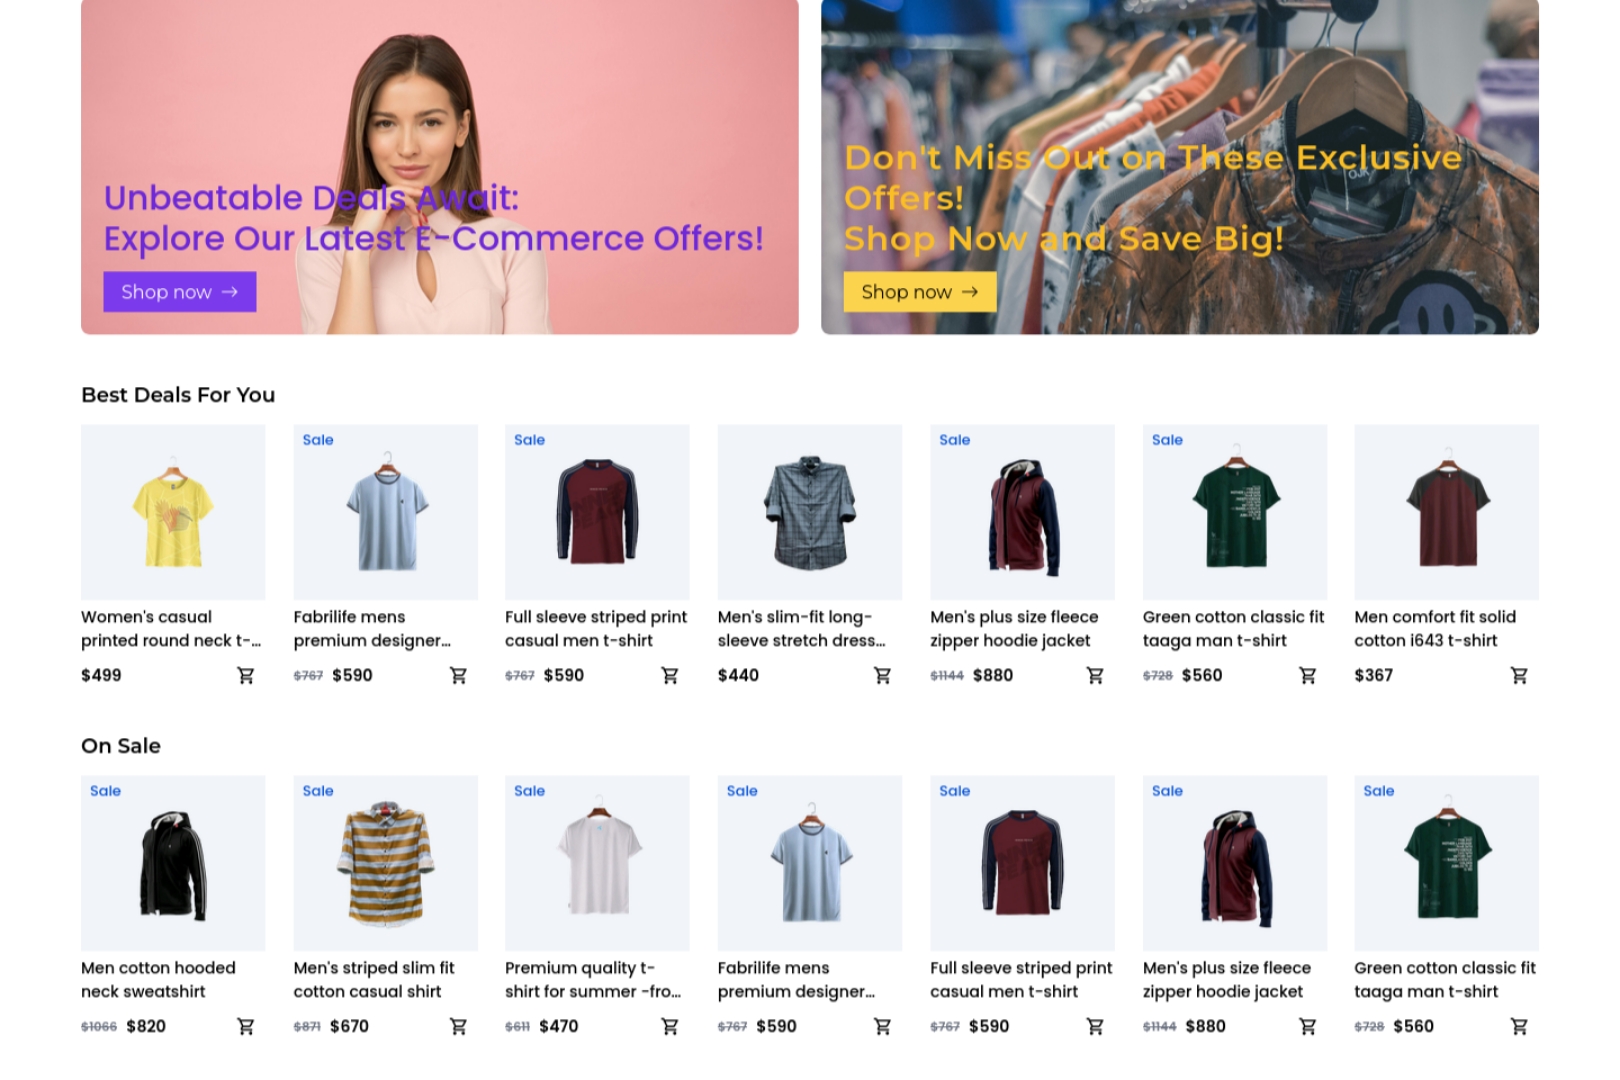 Unbeatable Deals Await:
Explore Our Latest E-Commerce Offers!
Shop now →
Don't Miss Out on These Exclusive
Offers!
Shop Now and Save Big!
Shop now →
Best Deals For You
Women's casual
printed round neck t-...
$499
Sale
Fabrilife mens
premium designer...
$767 $590
Sale
Full sleeve striped print
casual men t-shirt
$767 $590
Men's slim-fit long-
sleeve stretch dress...
$440
Sale
Men's plus size fleece
zipper hoodie jacket
$1144 $880
Sale
Green cotton classic fit
taaga man t-shirt
$728 $560
Men comfort fit solid
cotton i643 t-shirt
$367
On Sale
Sale
Men cotton hooded
neck sweatshirt
$1066 $820
Sale
Men's striped slim fit
cotton casual shirt
$871 $670
Sale
Premium quality t-
shirt for summer -fro...
$611 $470
Sale
Fabrilife mens
premium designer...
$767 $590
Sale
Full sleeve striped print
casual men t-shirt
$767 $590
Sale
Men's plus size fleece
zipper hoodie jacket
$1144 $880
Sale
Green cotton classic fit
taaga man t-shirt
$728 $560